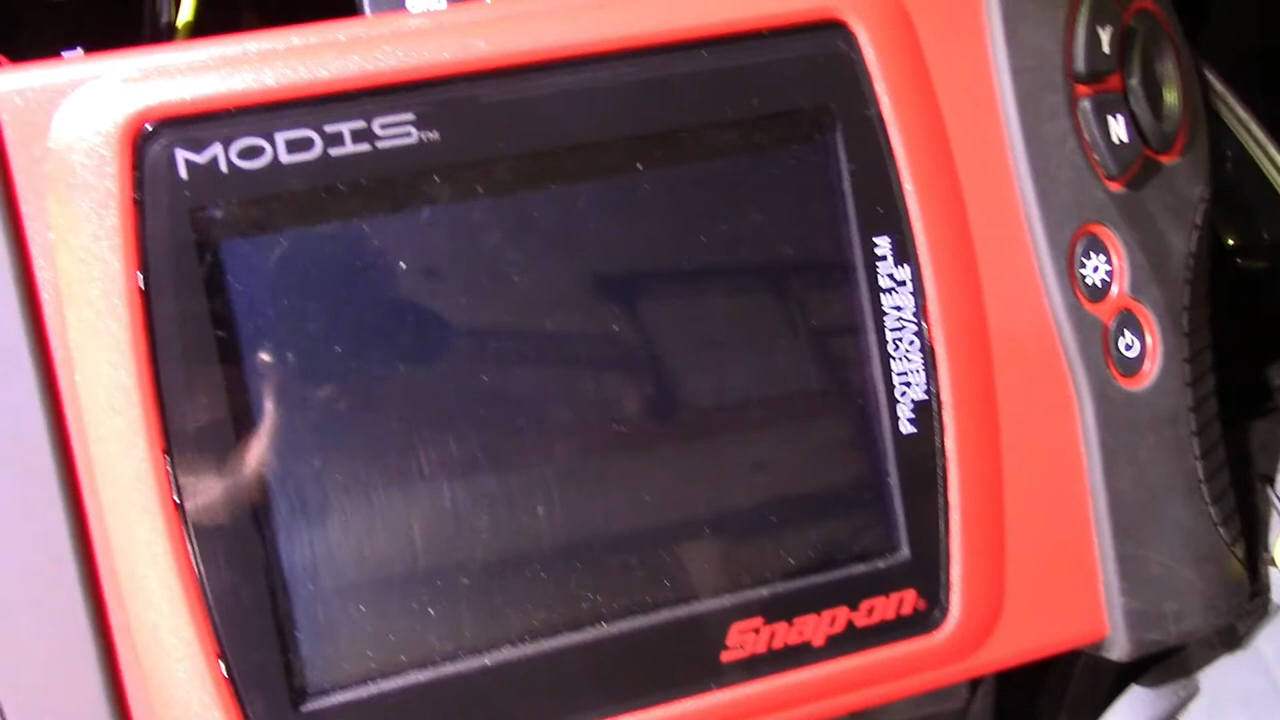 MODIS™
Y
N
PROTECTIVE FILM
REMOVABLE
Snap-on®